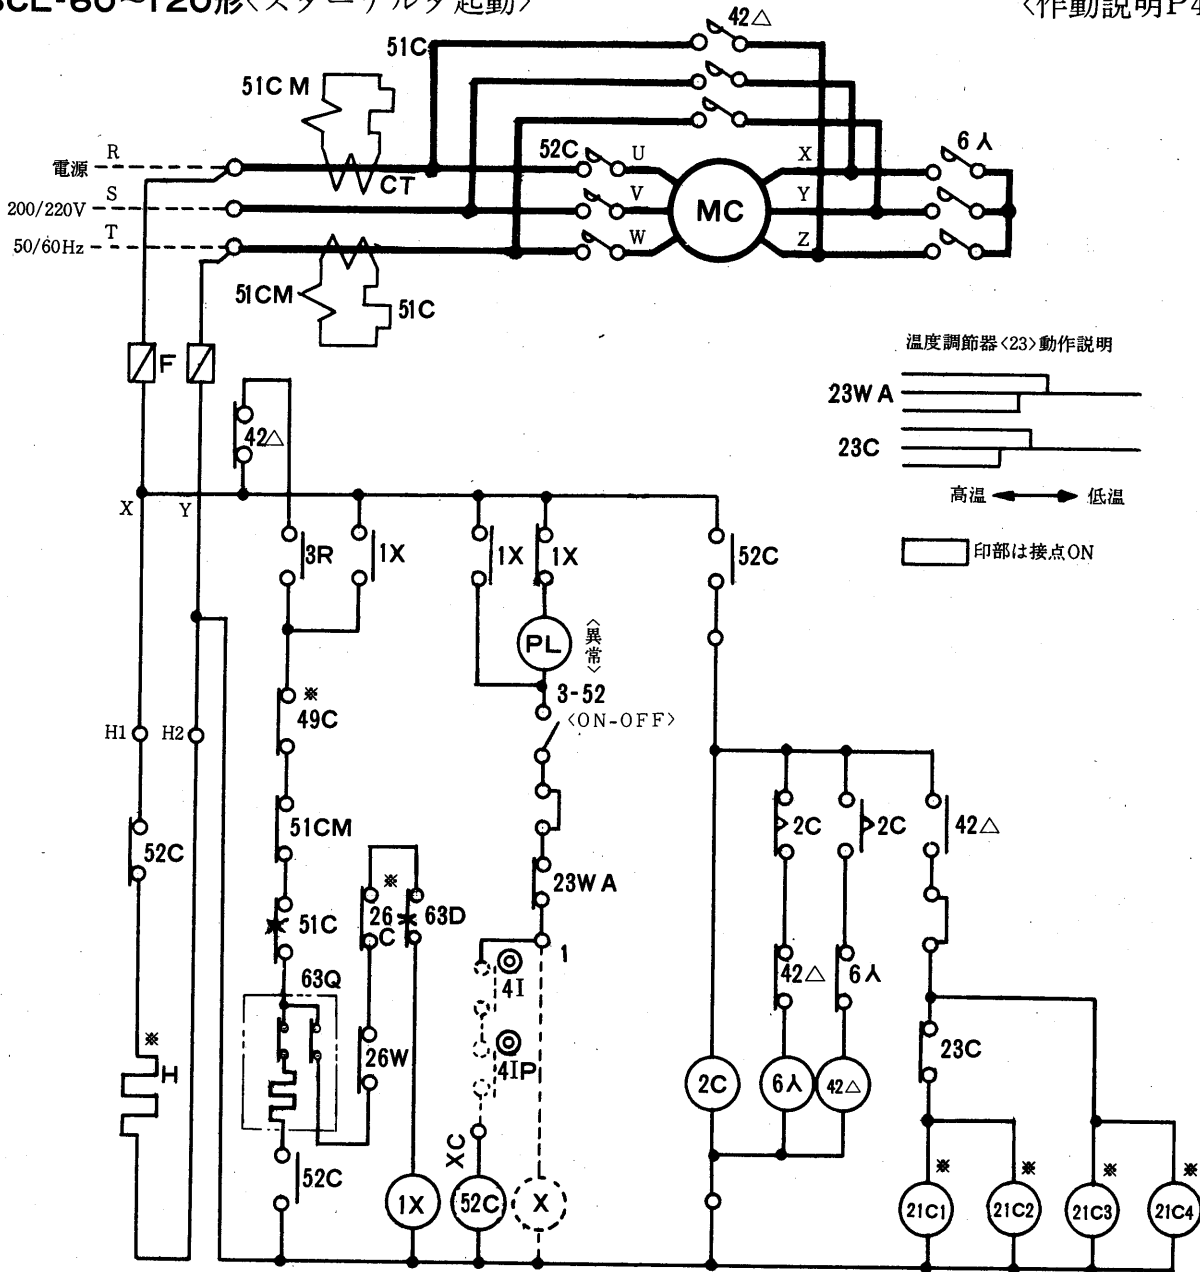 SCL-60~120形〈スターデルタ起動〉
〈作動説明P4
42△
51C
51C M
CT
52C
6人
電源 R
200/220V S
50/60Hz T
U
V
W
MC
X
Y
Z
51CM
51C
F
温度調節器〈23〉動作説明
23W A
23C
高温 低温
印部は接点ON
42△
X
Y
3R
1X
1X
1X
52C
PL
〈異常〉
3-52
〈ON-OFF〉
※
49C
H1
H2
51CM
52C
2C
2C
42△
23W A
※
26C
63D
51C
1
63Q
4I
42△
6人
※
H
26W
4IP
23C
2C
6人
42△
52C
XC
1X
52C
X
※
※
※
※
21C1
21C2
21C3
21C4